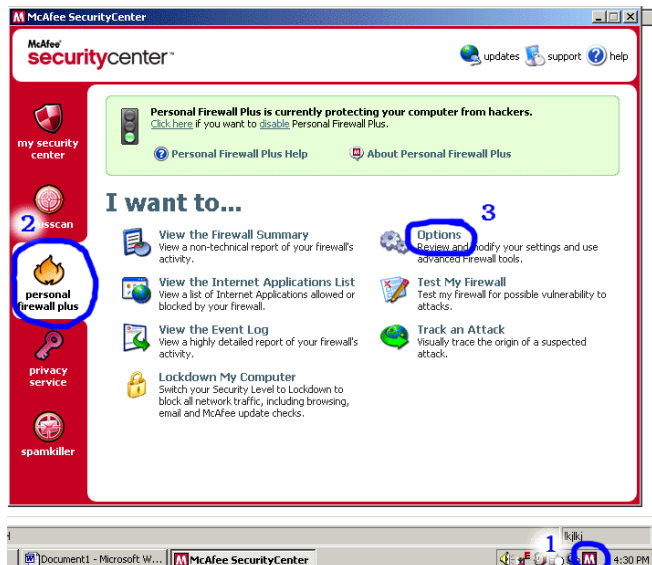 McAfee SecurityCenter
McAfee
securitycenter
updates support help
Personal Firewall Plus is currently protecting your computer from hackers.
Click here if you want to disable Personal Firewall Plus.
Personal Firewall Plus Help About Personal Firewall Plus
my security
center
2
personal
firewall plus
privacy
service
spamkiller
I want to...
View the Firewall Summary
View a non-technical report of your firewall's
activity.
View the Internet Applications List
View a list of Internet Applications allowed or
blocked by your firewall.
View the Event Log
View a highly detailed report of your firewall's
activity.
Lockdown My Computer
Switch your Security Level to Lockdown to
block all network traffic, including browsing,
email and McAfee update checks.
3
Options
Review and modify your settings and use
advanced Firewall tools.
Test My Firewall
Test my firewall for possible vulnerability to
attacks.
Track an Attack
Visually trace the origin of a suspected
attack.
lkjlkj
1
Document1 - Microsoft W... McAfee SecurityCenter 4:30 PM